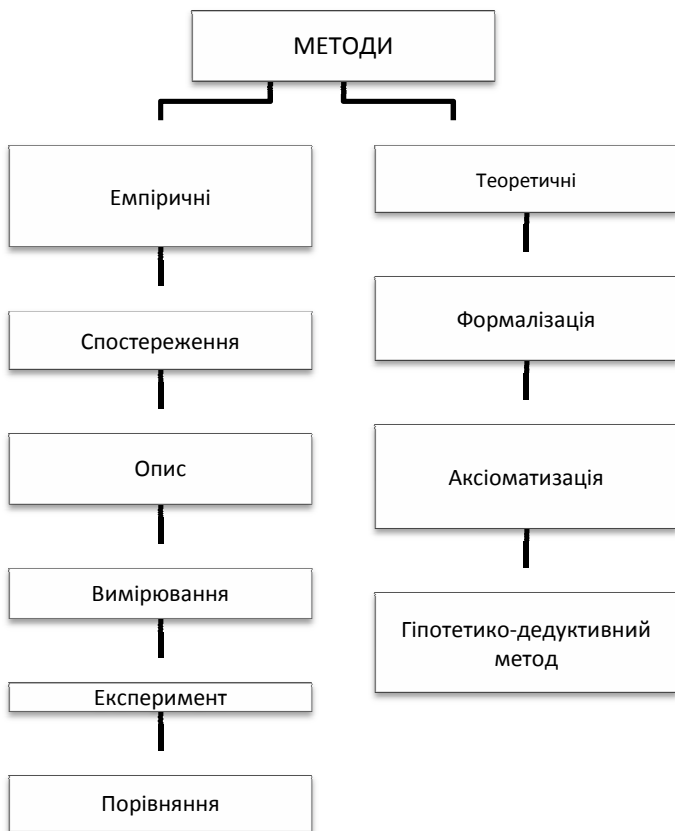 МЕТОДИ
Емпіричні
Спостереження
Опис
Вимірювання
Експеримент
Порівняння
Теоретичні
Формалізація
Аксіоматизація
Гіпотетико-дедуктивний
метод